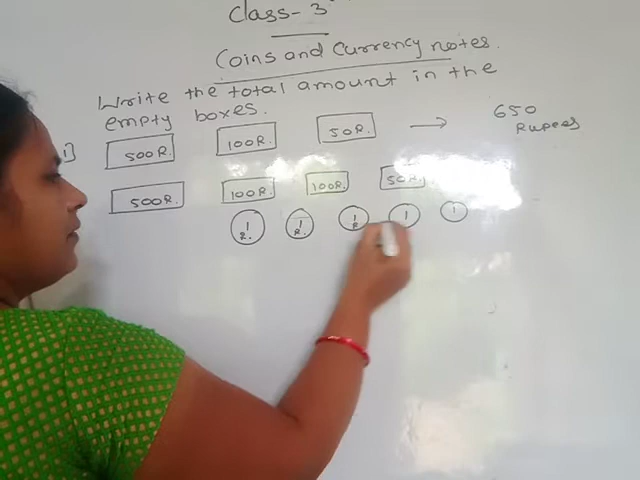 Class-3
Coins and Currency notes.
Write the total amount in the
empty boxes.
1) 500R. 100R. 50R. → 650
Rupees
500R. 100R. 100R. 50R.
1 R. 1 R. 1 R 1 1